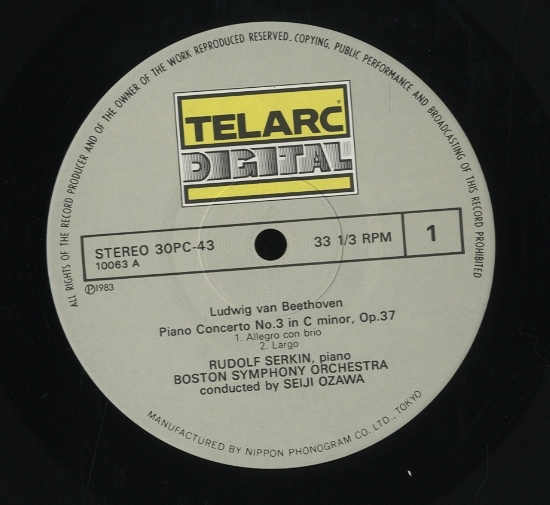 ALL RIGHTS OF THE RECORD PRODUCER AND OF THE OWNER OF THE WORK REPRODUCED RESERVED. COPYING, PUBLIC PERFORMANCE AND BROADCASTING OF THIS RECORD PROHIBITED
TELARC®
DIGITAL
STEREO 30PC-43
33 1/3 RPM
1
10063 A
Ⓟ1983
Ludwig van Beethoven
Piano Concerto No.3 in C minor, Op.37
1. Allegro con brio
2. Largo
RUDOLF SERKIN, piano
BOSTON SYMPHONY ORCHESTRA
conducted by SEIJI OZAWA
MANUFACTURED BY NIPPON PHONOGRAM CO. LTD., TOKYO